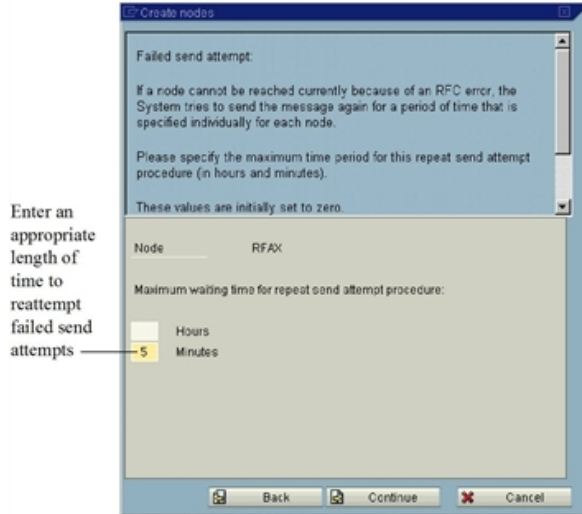 Create nodes
Failed send attempt:
If a node cannot be reached currently because of an RFC error, the
System tries to send the message again for a period of time that is
specified individually for each node.
Please specify the maximum time period for this repeat send attempt
procedure (in hours and minutes).
These values are initially set to zero.
Enter an
appropriate
length of
time to
reattempt
failed send
attempts
Node RFAX
Maximum waiting time for repeat send attempt procedure:
Hours
5 Minutes
Back Continue Cancel